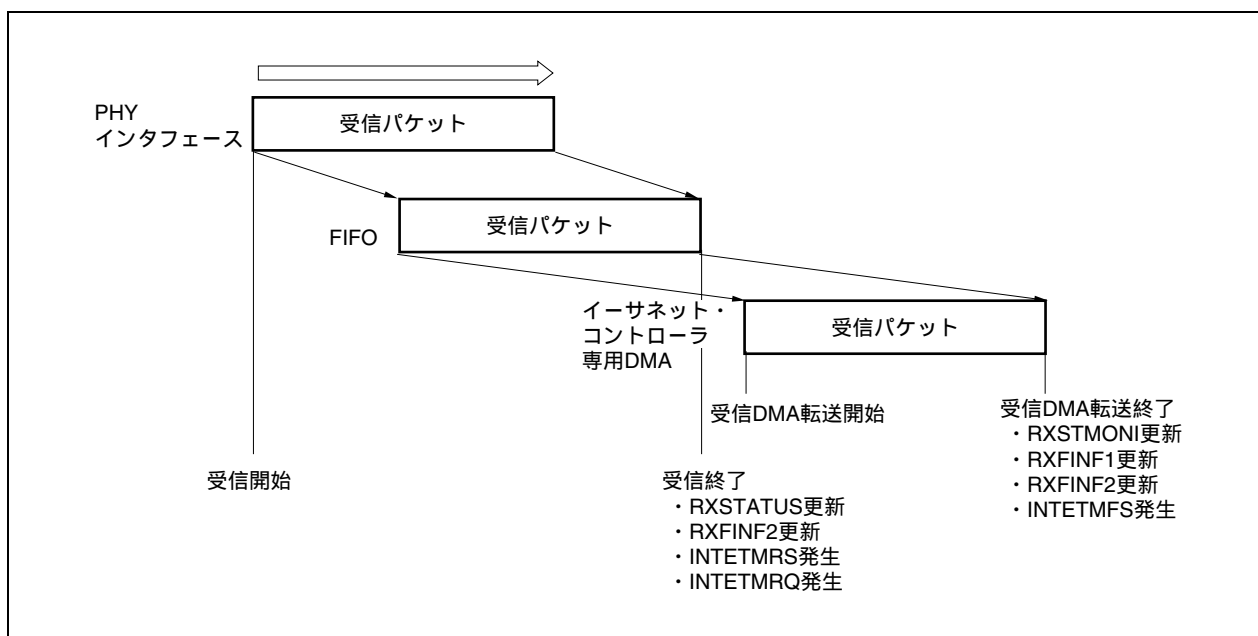 PHY
インタフェース
受信パケット
FIFO
受信パケット
イーサネット・
コントローラ
専用DMA
受信パケット
受信DMA転送開始
受信DMA転送終了
・RXSTMONI更新
・RXFINF1更新
・RXFINF2更新
・INTETMFS発生
受信開始
受信終了
・RXSTATUS更新
・RXFINF2更新
・INTETMRS発生
・INTETMRQ発生